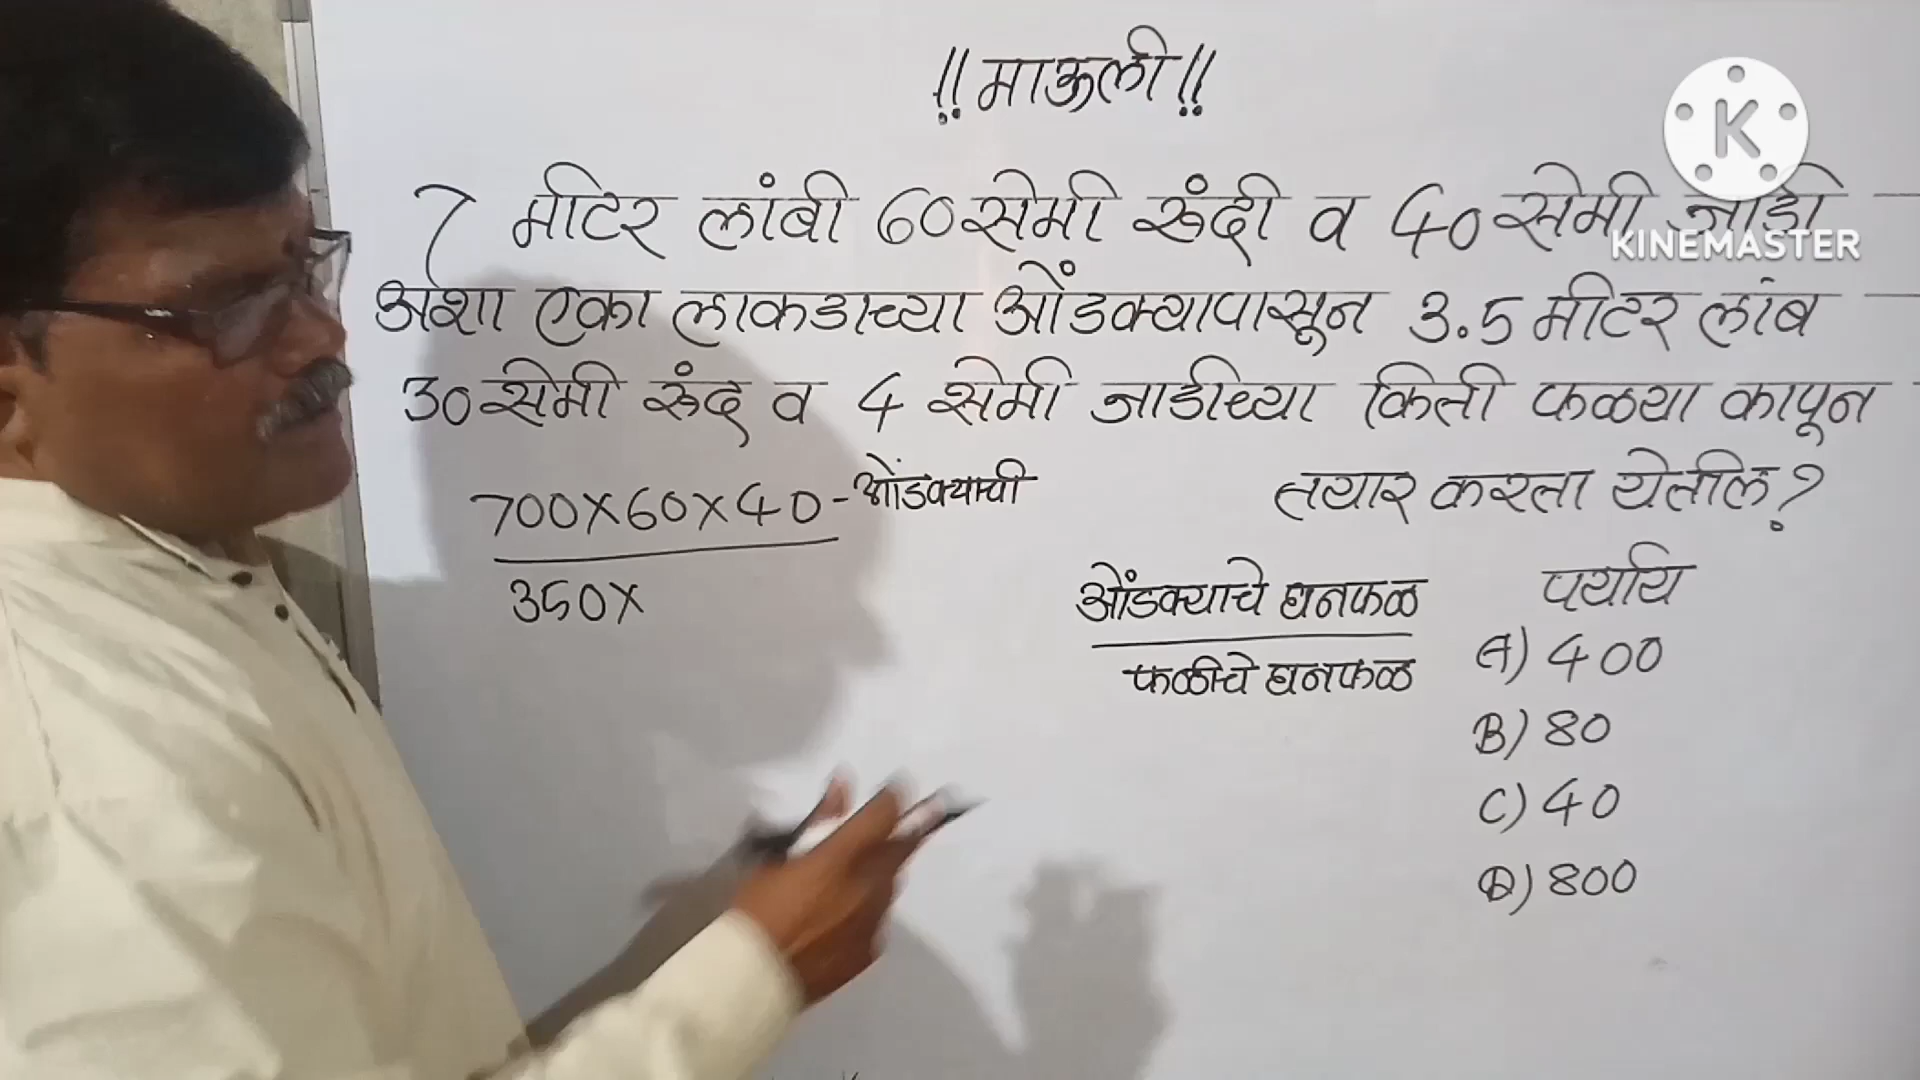 !! माऊली !!
7 मीटर लांबी 60 सेमी रुंदी व 40 सेमी जाडी
अशा एका लाकडाच्या ओंडक्यापासून 3.5 मीटर लांब
30 सेमी रुंद व 4 सेमी जाडीच्या किती फळ्या कापून
तयार करता येतील?
700×60×40 - ओंडक्याची
350×
ओंडक्याचे घनफळ
फळीचे घनफळ
पर्याय
A) 400
B) 80
C) 40
D) 800
K
KINEMASTER